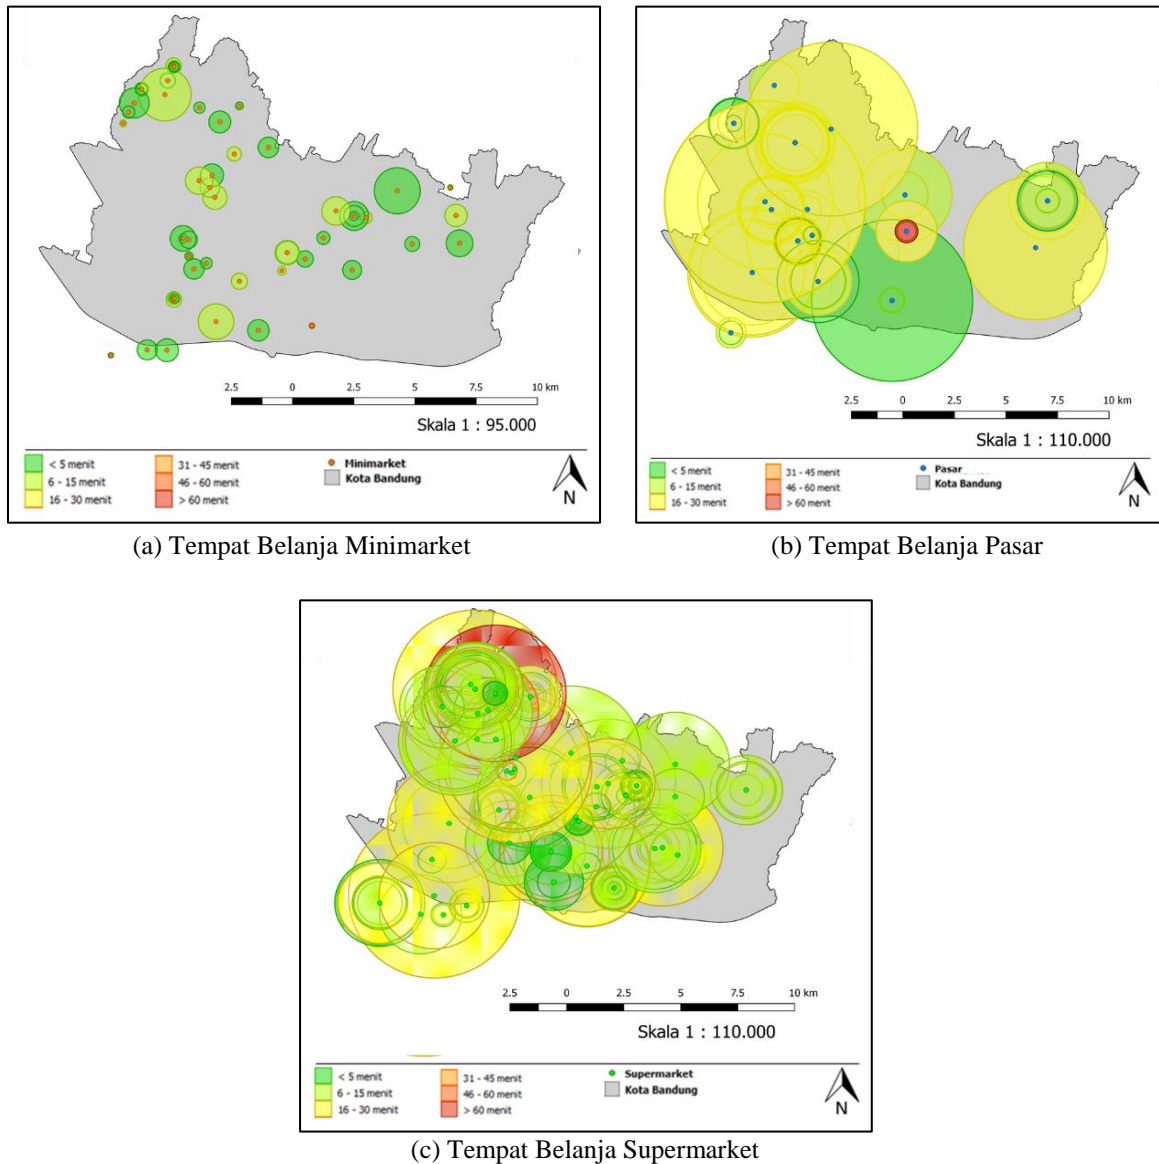 2.5 0 2.5 5 7.5 10 km
Skala 1 : 95.000
< 5 menit
6 - 15 menit
16 - 30 menit
31 - 45 menit
46 - 60 menit
> 60 menit
Minimarket
Kota Bandung
N
(a) Tempat Belanja Minimarket
2.5 0 2.5 5 7.5 10 km
Skala 1 : 110.000
< 5 menit
6 - 15 menit
16 - 30 menit
31 - 45 menit
46 - 60 menit
> 60 menit
Pasar
Kota Bandung
N
(b) Tempat Belanja Pasar
2.5 0 2.5 5 7.5 10 km
Skala 1 : 110.000
< 5 menit
6 - 15 menit
16 - 30 menit
31 - 45 menit
46 - 60 menit
> 60 menit
Supermarket
Kota Bandung
N
(c) Tempat Belanja Supermarket